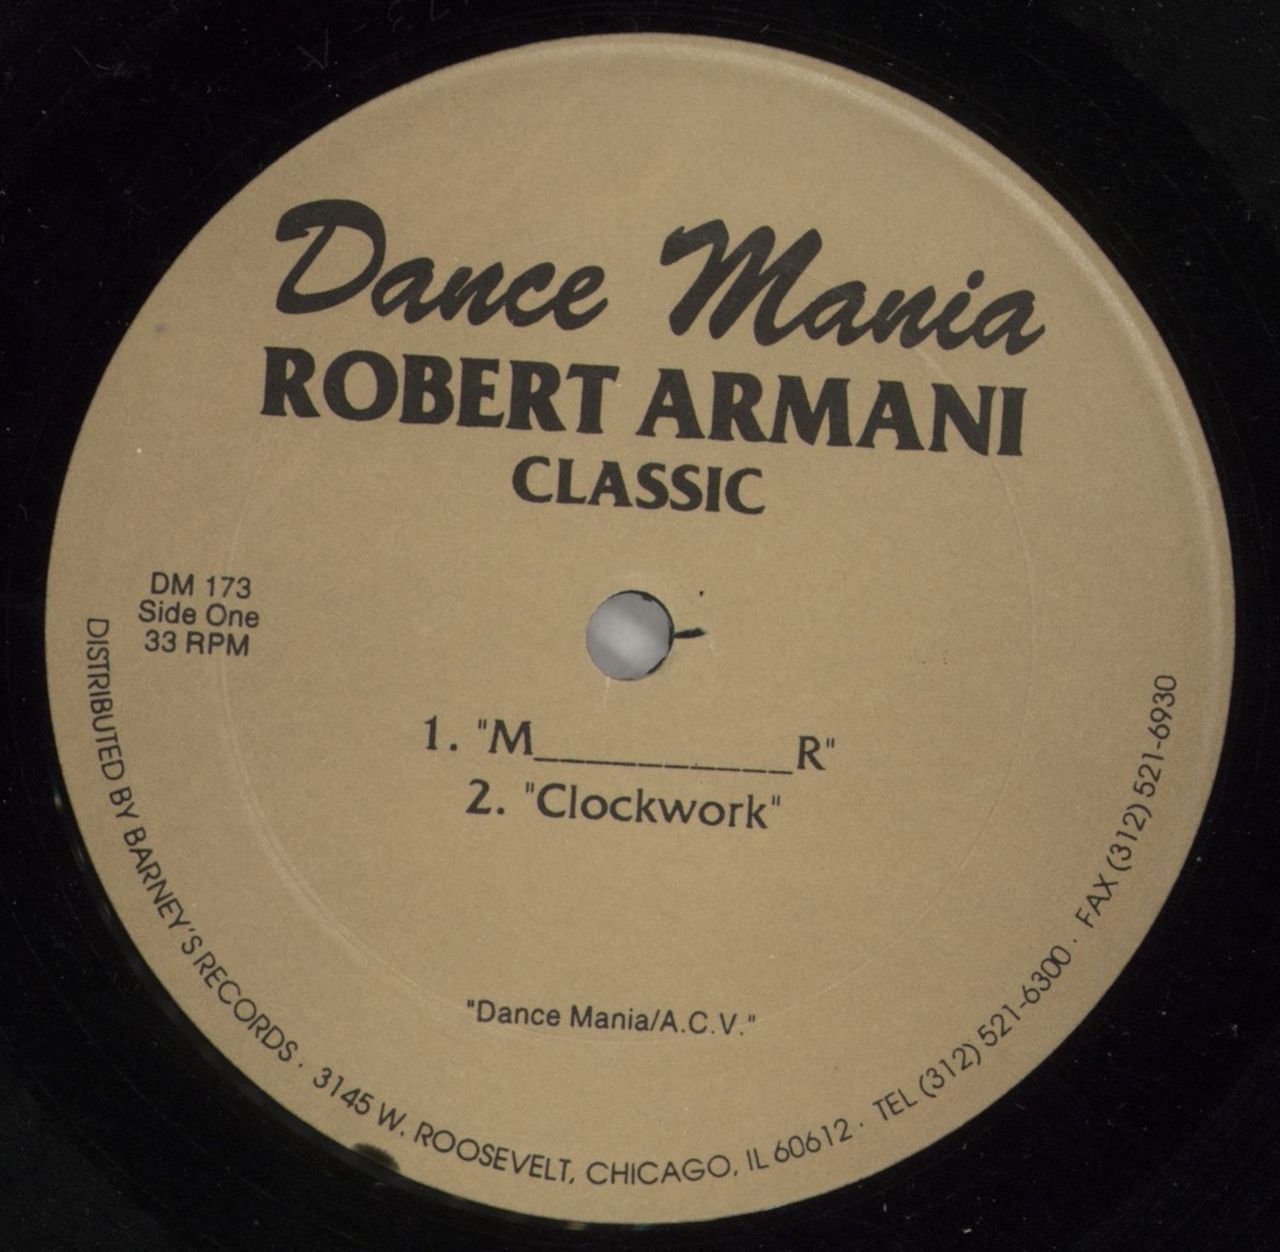 Dance Mania
ROBERT ARMANI
CLASSIC
DM 173
Side One
33 RPM
1. "M__________R"
2. "Clockwork"
"Dance Mania/A.C.V."
DISTRIBUTED BY BARNEY'S RECORDS · 3145 W. ROOSEVELT, CHICAGO, IL 60612 · TEL (312) 521-6300 · FAX (312) 521-6930